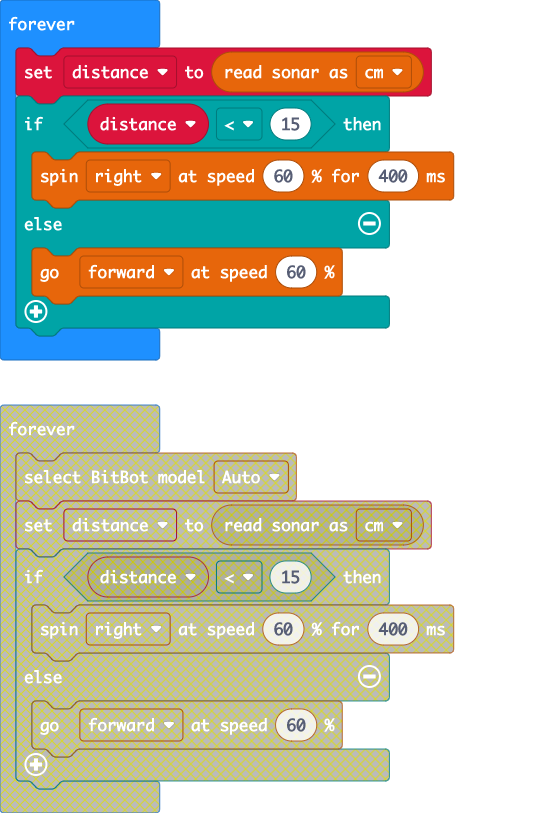 forever
set distance to read sonar as cm
if distance < 15 then
spin right at speed 60 % for 400 ms
else
go forward at speed 60 %
forever
select BitBot model Auto
set distance to read sonar as cm
if distance < 15 then
spin right at speed 60 % for 400 ms
else
go forward at speed 60 %